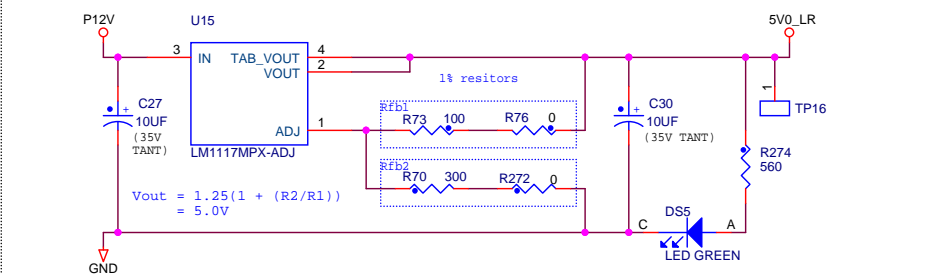 P12V
U15
5V0_LR
3
IN
TAB_VOUT
4
VOUT
2
1% resitors
1
C27
10UF
(35V
TANT)
ADJ
1
LM1117MPX-ADJ
Rfb1
R73
100
R76
0
Rfb2
R70
300
R272
0
C30
10UF
(35V TANT)
TP16
R274
560
Vout = 1.25(1 + (R2/R1))
= 5.0V
GND
C
DS5
A
LED GREEN
+
+